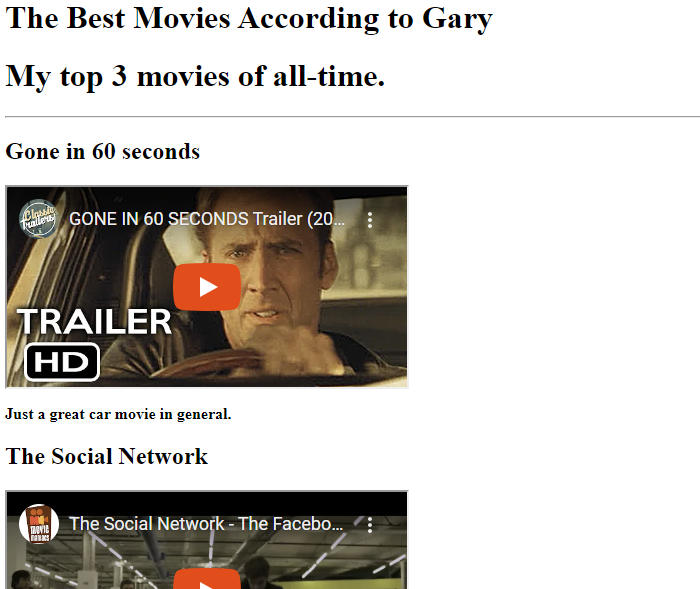 The Best Movies According to Gary
My top 3 movies of all-time.
Gone in 60 seconds
Classic Trailers
GONE IN 60 SECONDS Trailer (20...
TRAILER
HD
Just a great car movie in general.
The Social Network
MOVIE MANIACS
The Social Network - The Facebo...